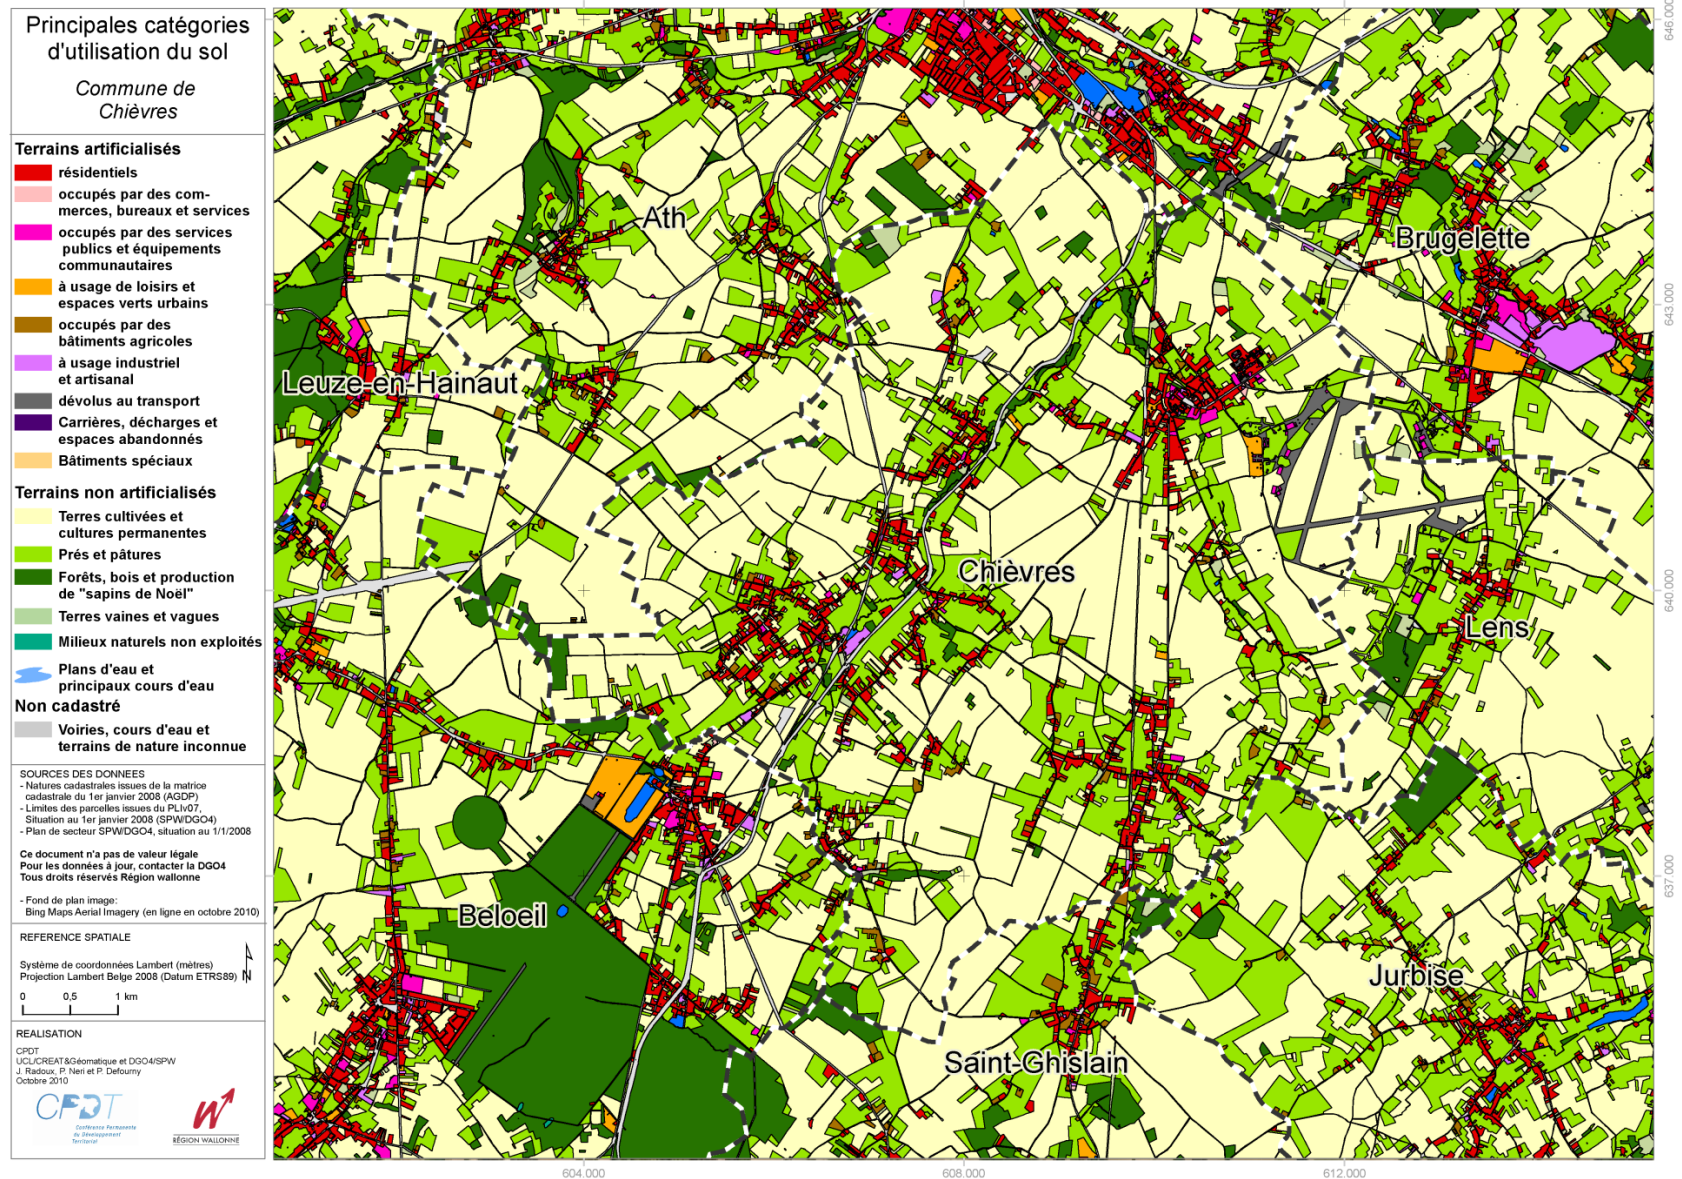 Principales catégories
d'utilisation du sol
Commune de
Chièvres
Terrains artificialisés
résidentiels
occupés par des com-
merces, bureaux et services
occupés par des services
publics et équipements
communautaires
à usage de loisirs et
espaces verts urbains
occupés par des
bâtiments agricoles
à usage industriel
et artisanal
dévolus au transport
Carrières, décharges et
espaces abandonnés
Bâtiments spéciaux
Terrains non artificialisés
Terres cultivées et
cultures permanentes
Prés et pâtures
Forêts, bois et production
de "sapins de Noël"
Terres vaines et vagues
Milieux naturels non exploités
Plans d'eau et
principaux cours d'eau
Non cadastré
Voiries, cours d'eau et
terrains de nature inconnue
SOURCES DES DONNEES
- Natures cadastrales issues de la matrice
cadastrale du 1er janvier 2008 (AGDP)
- Limites des parcelles issues du PLIv07,
Situation au 1er janvier 2008 (SPW/DGO4)
- Plan de secteur SPW/DGO4, situation au 1/1/2008
Ce document n'a pas de valeur légale
Pour les données à jour, contacter la DGO4
Tous droits réservés Région wallonne
- Fond de plan image:
Bing Maps Aerial Imagery (en ligne en octobre 2010)
REFERENCE SPATIALE
Système de coordonnées Lambert (mètres)
Projection Lambert Belge 2008 (Datum ETRS89)
N
0 0,5 1 km
REALISATION
CPDT
UCL/CREAT&Géomatique et DGO4/SPW
J. Radoux, P. Neri et P. Defourny
Octobre 2010
CPDT
Conférence Permanente
du Développement
Territorial
RÉGION WALLONNE
Ath
Brugelette
Leuze-en-Hainaut
Chièvres
Lens
Beloeil
Jurbise
Saint-Ghislain
646.000
643.000
640.000
637.000
604.000
608.000
612.000